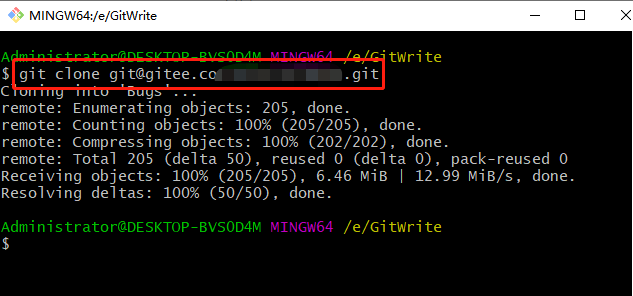 MINGW64:/e/GitWrite
Administrator@DESKTOP-BVS0D4M MINGW64 /e/GitWrite
$ git clone git@gitee.co .git
Cloning into 'Bugs'...
remote: Enumerating objects: 205, done.
remote: Counting objects: 100% (205/205), done.
remote: Compressing objects: 100% (202/202), done.
remote: Total 205 (delta 50), reused 0 (delta 0), pack-reused 0
Receiving objects: 100% (205/205), 6.46 MiB | 12.99 MiB/s, done.
Resolving deltas: 100% (50/50), done.
Administrator@DESKTOP-BVS0D4M MINGW64 /e/GitWrite
$